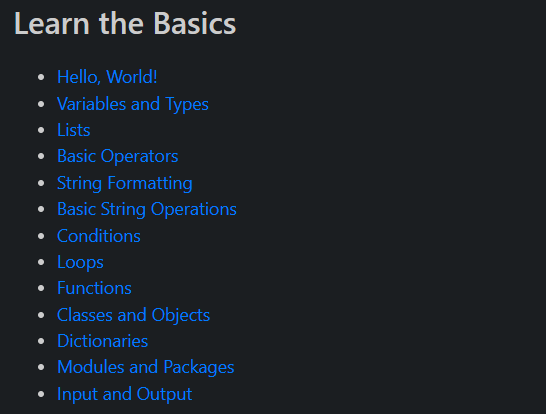 Learn the Basics
Hello, World!
Variables and Types
Lists
Basic Operators
String Formatting
Basic String Operations
Conditions
Loops
Functions
Classes and Objects
Dictionaries
Modules and Packages
Input and Output